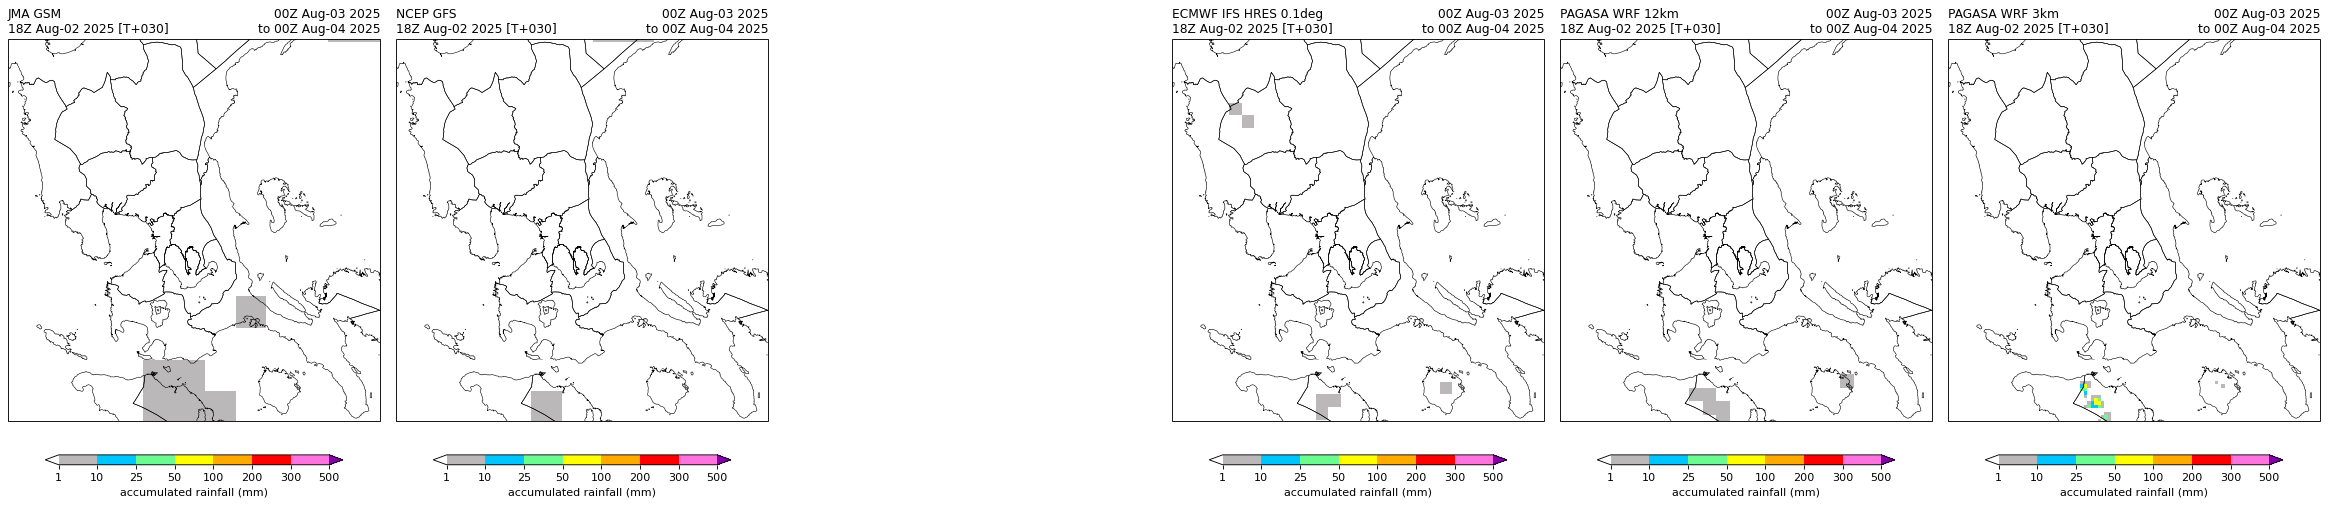 JMA GSM
00Z Aug-03 2025
18Z Aug-02 2025 [T+030]
to 00Z Aug-04 2025
1 10 25 50 100 200 300 500
accumulated rainfall (mm)
NCEP GFS
00Z Aug-03 2025
18Z Aug-02 2025 [T+030]
to 00Z Aug-04 2025
1 10 25 50 100 200 300 500
accumulated rainfall (mm)
ECMWF IFS HRES 0.1deg
00Z Aug-03 2025
18Z Aug-02 2025 [T+030]
to 00Z Aug-04 2025
1 10 25 50 100 200 300 500
accumulated rainfall (mm)
PAGASA WRF 12km
00Z Aug-03 2025
18Z Aug-02 2025 [T+030]
to 00Z Aug-04 2025
1 10 25 50 100 200 300 500
accumulated rainfall (mm)
PAGASA WRF 3km
00Z Aug-03 2025
18Z Aug-02 2025 [T+030]
to 00Z Aug-04 2025
1 10 25 50 100 200 300 500
accumulated rainfall (mm)